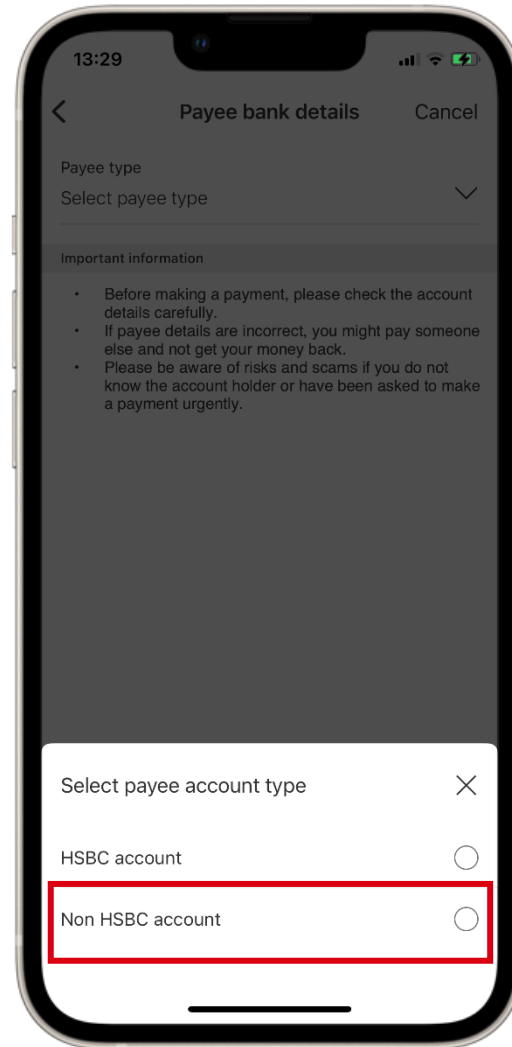 13:29
Payee bank details
Cancel
Payee type
Select payee type
Important information
• Before making a payment, please check the account
details carefully.
• If payee details are incorrect, you might pay someone
else and not get your money back.
• Please be aware of risks and scams if you do not
know the account holder or have been asked to make
a payment urgently.
Select payee account type
HSBC account
Non HSBC account